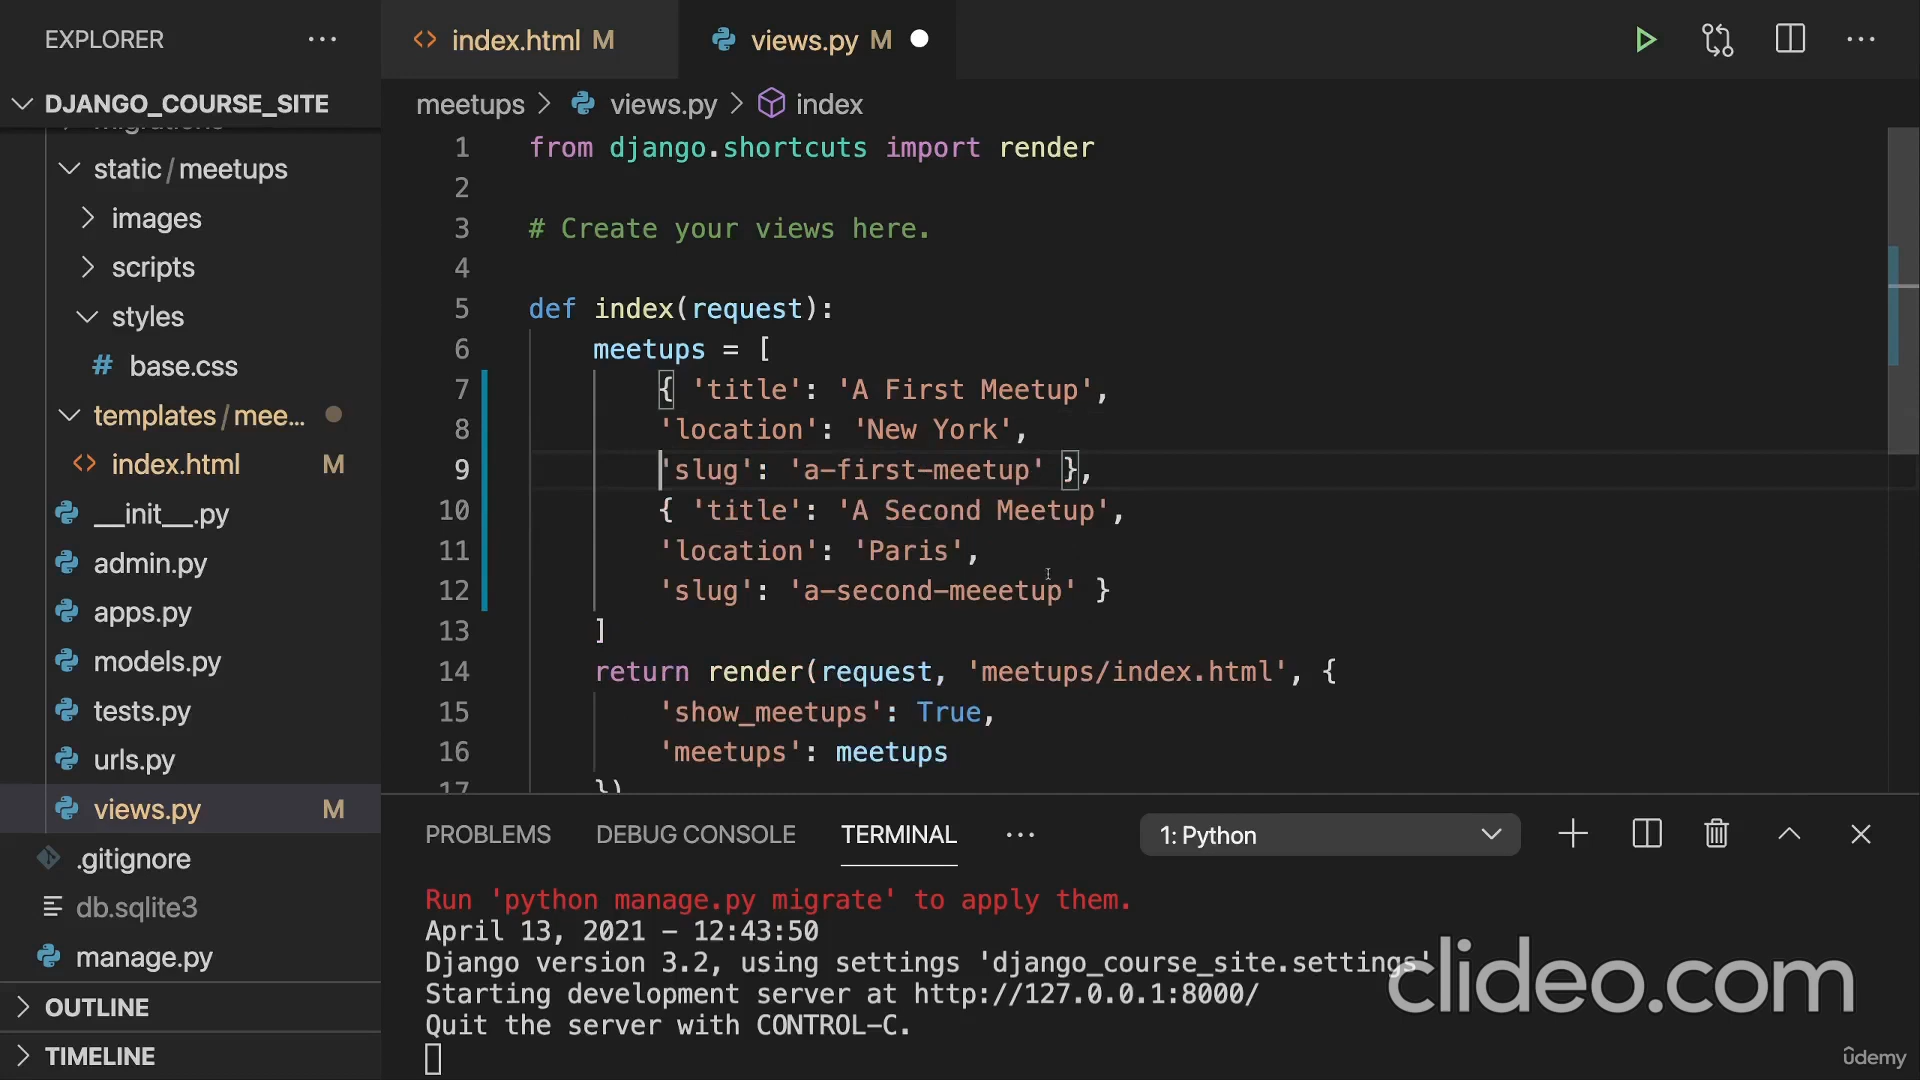 EXPLORER
DJANGO_COURSE_SITE
migrations
static/meetups
images
scripts
styles
# base.css
templates/mee...
index.html M
__init__.py
admin.py
apps.py
models.py
tests.py
urls.py
views.py M
.gitignore
db.sqlite3
manage.py
OUTLINE
TIMELINE
index.html M
views.py M
meetups > views.py > index
1 from django.shortcuts import render
2
3 # Create your views here.
4
5 def index(request):
6 meetups = [
7 { 'title': 'A First Meetup',
8 'location': 'New York',
9 'slug': 'a-first-meetup' },
10 { 'title': 'A Second Meetup',
11 'location': 'Paris',
12 'slug': 'a-second-meeetup' }
13 ]
14 return render(request, 'meetups/index.html', {
15 'show_meetups': True,
16 'meetups': meetups
17 })
PROBLEMS DEBUG CONSOLE TERMINAL ... 1: Python
Run 'python manage.py migrate' to apply them.
April 13, 2021 - 12:43:50
Django version 3.2, using settings 'django_course_site.settings'
Starting development server at http://127.0.0.1:8000/
Quit the server with CONTROL-C.
clideo.com
ûdemy